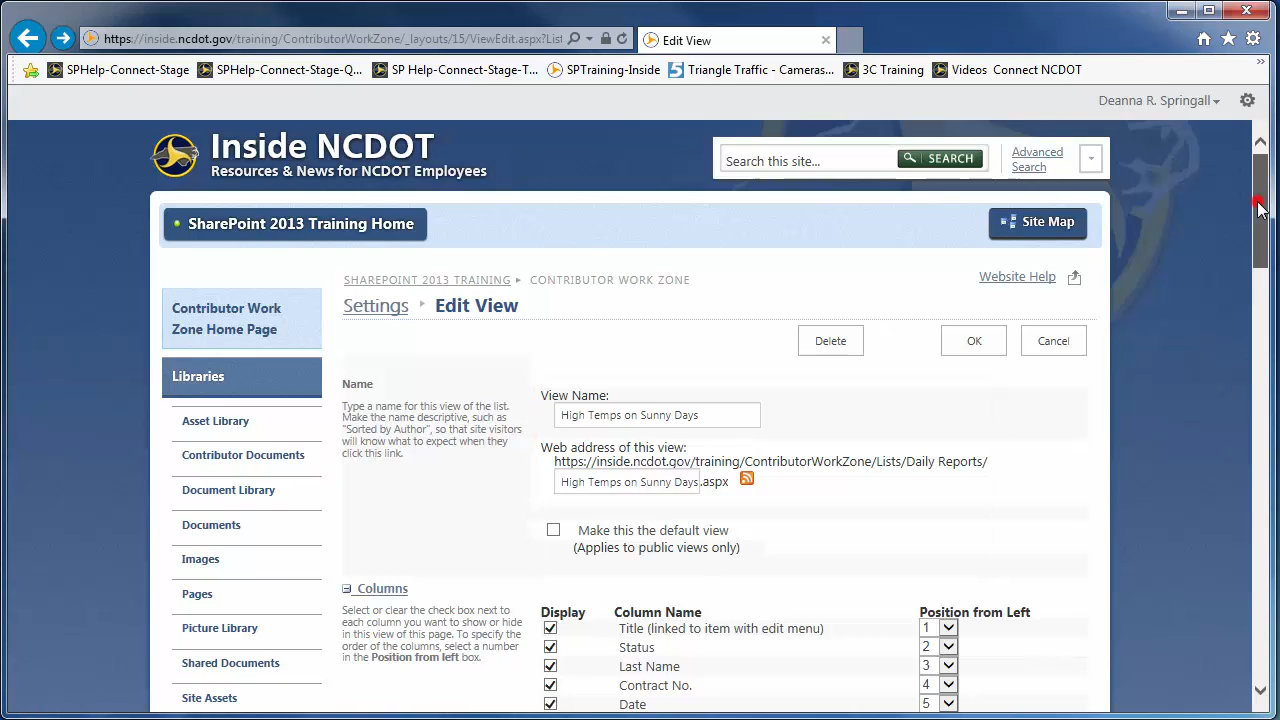 https://inside.ncdot.gov/training/ContributorWorkZone/_layouts/15/ViewEdit.aspx?List
Edit View
SPHelp-Connect-Stage
SPHelp-Connect-Stage-Q...
SP Help-Connect-Stage-T...
SPTraining-Inside
Triangle Traffic - Cameras...
3C Training
Videos Connect NCDOT
Deanna R. Springall
Inside NCDOT
Resources & News for NCDOT Employees
Search this site...
SEARCH
Advanced
Search
SharePoint 2013 Training Home
Site Map
SHAREPOINT 2013 TRAINING
CONTRIBUTOR WORK ZONE
Website Help
Settings
Edit View
Contributor Work
Zone Home Page
Libraries
Asset Library
Contributor Documents
Document Library
Documents
Images
Pages
Picture Library
Shared Documents
Site Assets
Delete
OK
Cancel
Name
Type a name for this view of the list.
Make the name descriptive, such as
"Sorted by Author", so that site visitors
will know what to expect when they
click this link.
View Name:
High Temps on Sunny Days
Web address of this view:
https://inside.ncdot.gov/training/ContributorWorkZone/Lists/Daily Reports/
High Temps on Sunny Days .aspx
Make this the default view
(Applies to public views only)
Columns
Select or clear the check box next to
each column you want to show or hide
in this view of this page. To specify the
order of the columns, select a number
in the Position from left box.
Display Column Name Position from Left
Title (linked to item with edit menu) 1
Status 2
Last Name 3
Contract No. 4
Date 5